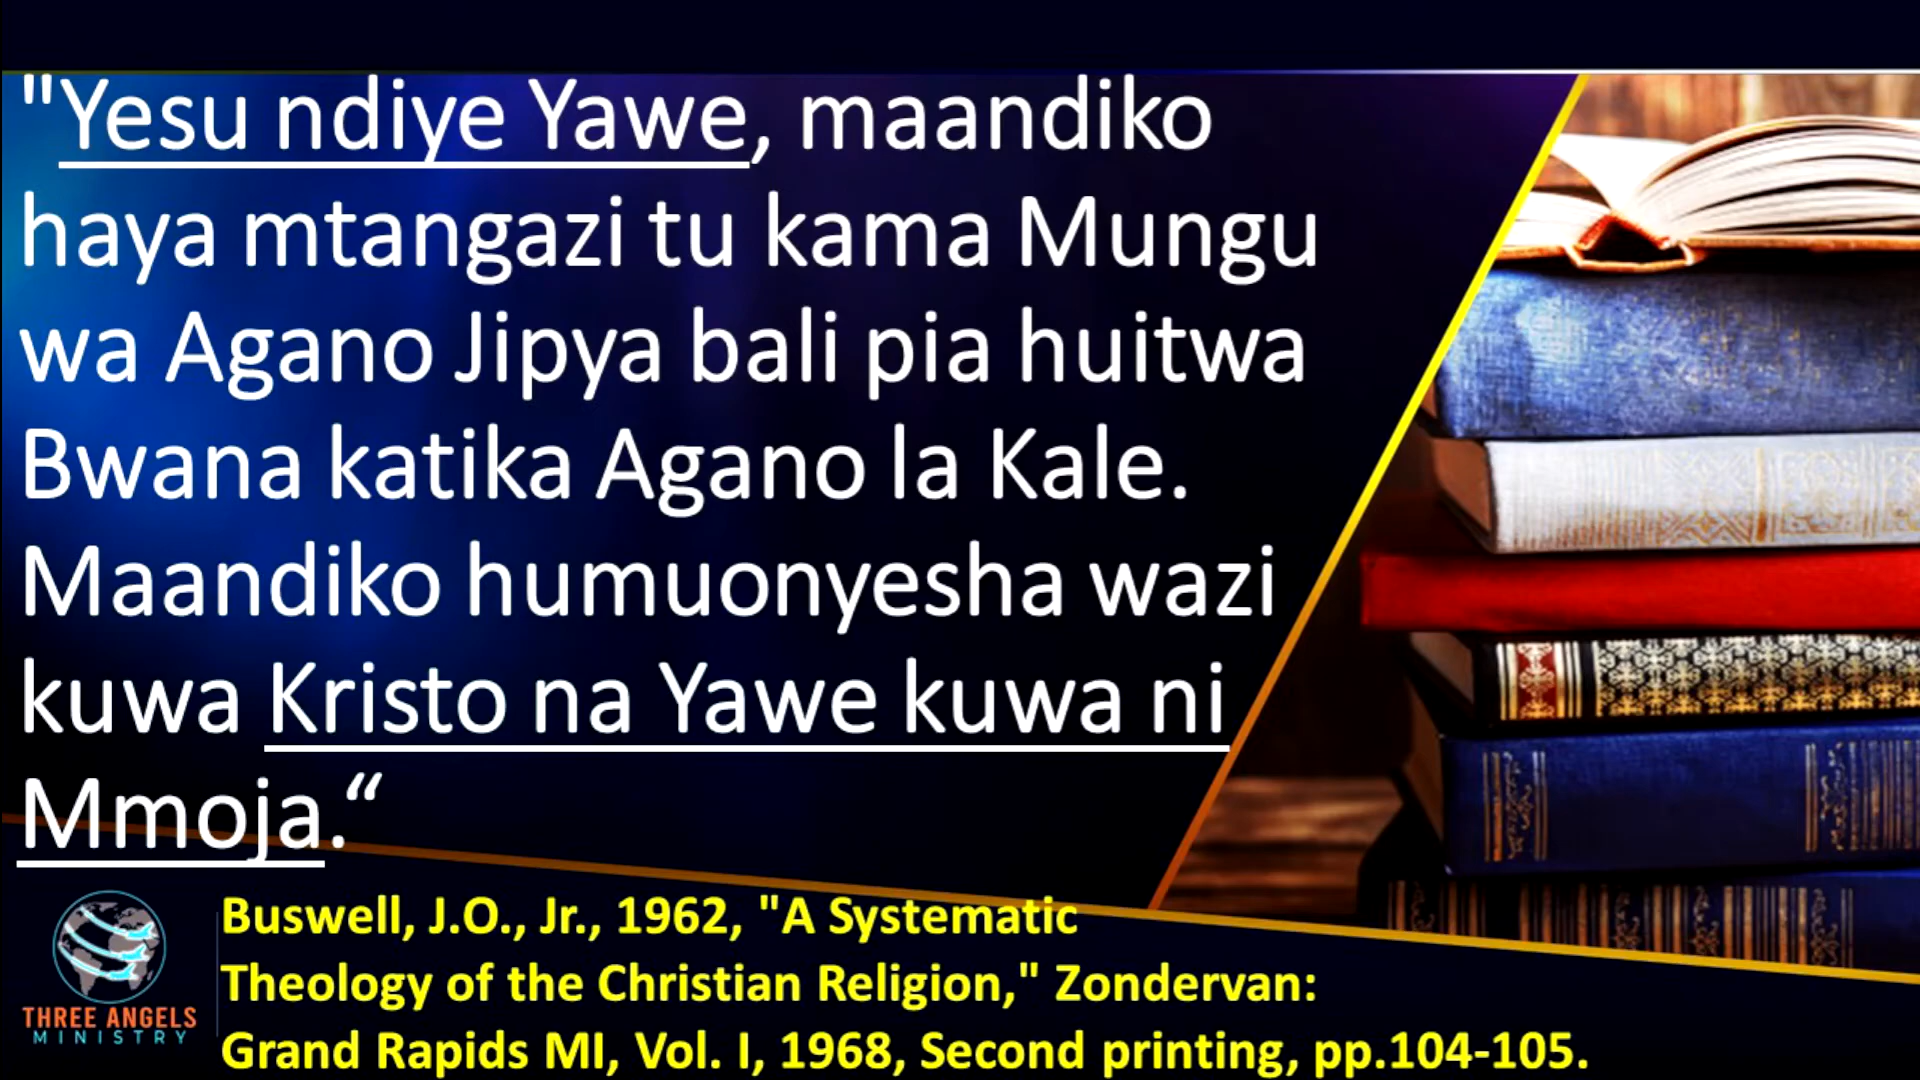 "Yesu ndiye Yawe, maandiko
haya mtangazi tu kama Mungu
wa Agano Jipya bali pia huitwa
Bwana katika Agano la Kale.
Maandiko humuonyesha wazi
kuwa Kristo na Yawe kuwa ni
Mmoja.“
Buswell, J.O., Jr., 1962, "A Systematic
Theology of the Christian Religion," Zondervan:
Grand Rapids MI, Vol. I, 1968, Second printing, pp.104-105.
THREE ANGELS
MINISTRY